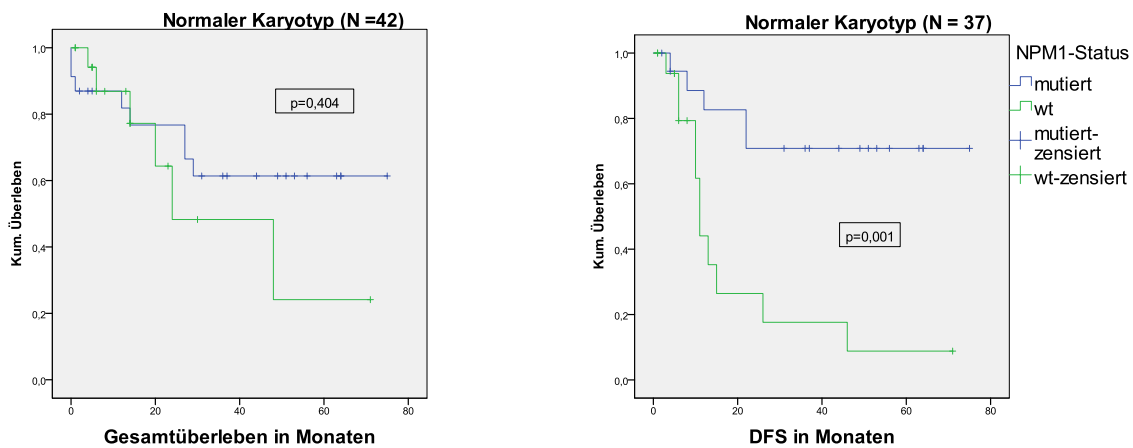 Normaler Karyotyp (N =42)
1,0
0,8
0,6
0,4
0,2
0,0
Kum. Überleben
p=0,404
0
20
40
60
80
Gesamtüberleben in Monaten
Normaler Karyotyp (N = 37)
1,0
0,8
0,6
0,4
0,2
0,0
Kum. Überleben
p=0,001
0
20
40
60
80
DFS in Monaten
NPM1-Status
mutiert
wt
mutiert-
zensiert
wt-zensiert